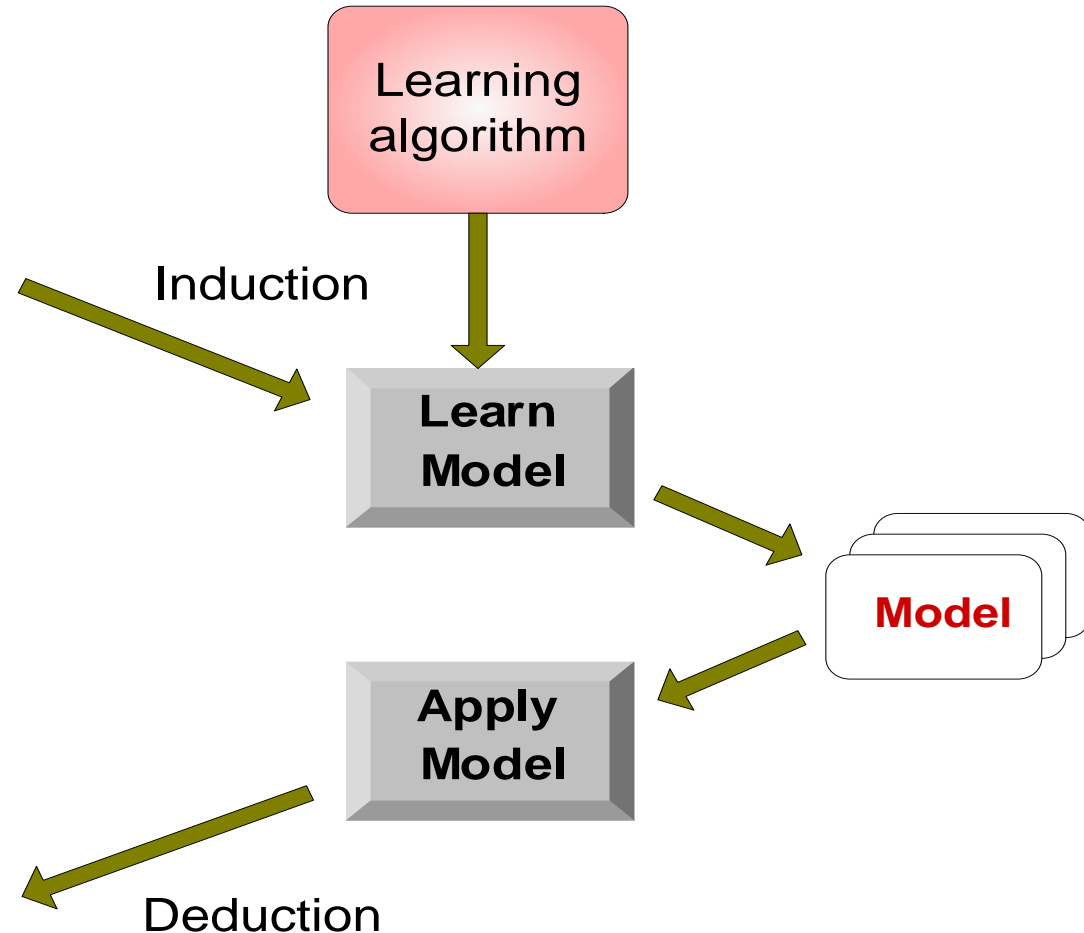 Learning
algorithm
Induction
Learn
Model
Model
Apply
Model
Deduction